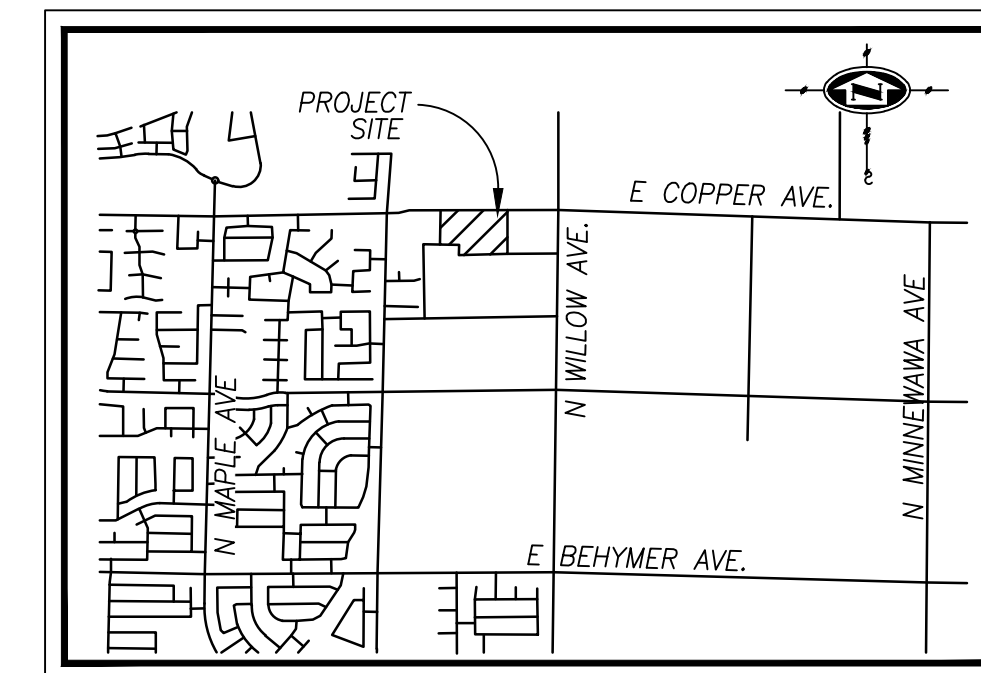 PROJECT
SITE
N
E COPPER AVE.
N WILLOW AVE.
N MINNEWAWA AVE
N MAPLE AVE
E BEHYMER AVE.